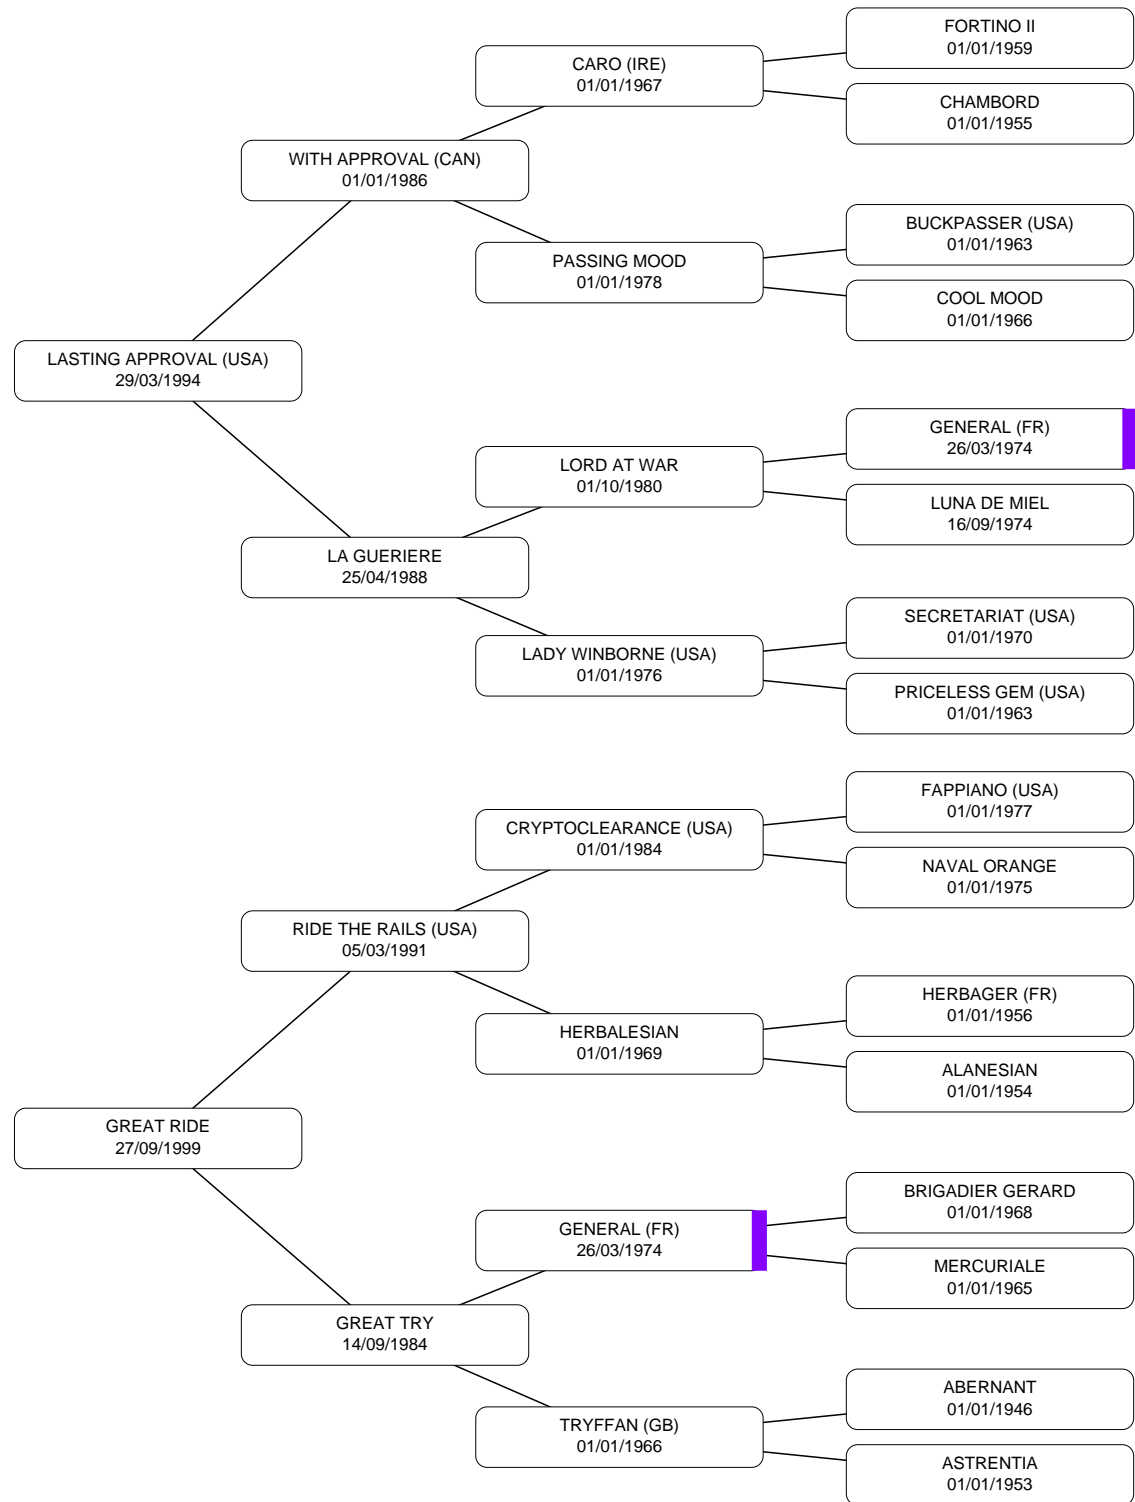 FORTINO II
01/01/1959
CARO (IRE)
01/01/1967
CHAMBORD
01/01/1955
WITH APPROVAL (CAN)
01/01/1986
BUCKPASSER (USA)
01/01/1963
PASSING MOOD
01/01/1978
COOL MOOD
01/01/1966
LASTING APPROVAL (USA)
29/03/1994
GENERAL (FR)
26/03/1974
LORD AT WAR
01/10/1980
LUNA DE MIEL
16/09/1974
LA GUERIERE
25/04/1988
SECRETARIAT (USA)
01/01/1970
LADY WINBORNE (USA)
01/01/1976
PRICELESS GEM (USA)
01/01/1963
FAPPIANO (USA)
01/01/1977
CRYPTOCLEARANCE (USA)
01/01/1984
NAVAL ORANGE
01/01/1975
RIDE THE RAILS (USA)
05/03/1991
HERBAGER (FR)
01/01/1956
HERBALESIAN
01/01/1969
ALANESIAN
01/01/1954
GREAT RIDE
27/09/1999
BRIGADIER GERARD
01/01/1968
GENERAL (FR)
26/03/1974
MERCURIALE
01/01/1965
GREAT TRY
14/09/1984
ABERNANT
01/01/1946
TRYFFAN (GB)
01/01/1966
ASTRENTIA
01/01/1953